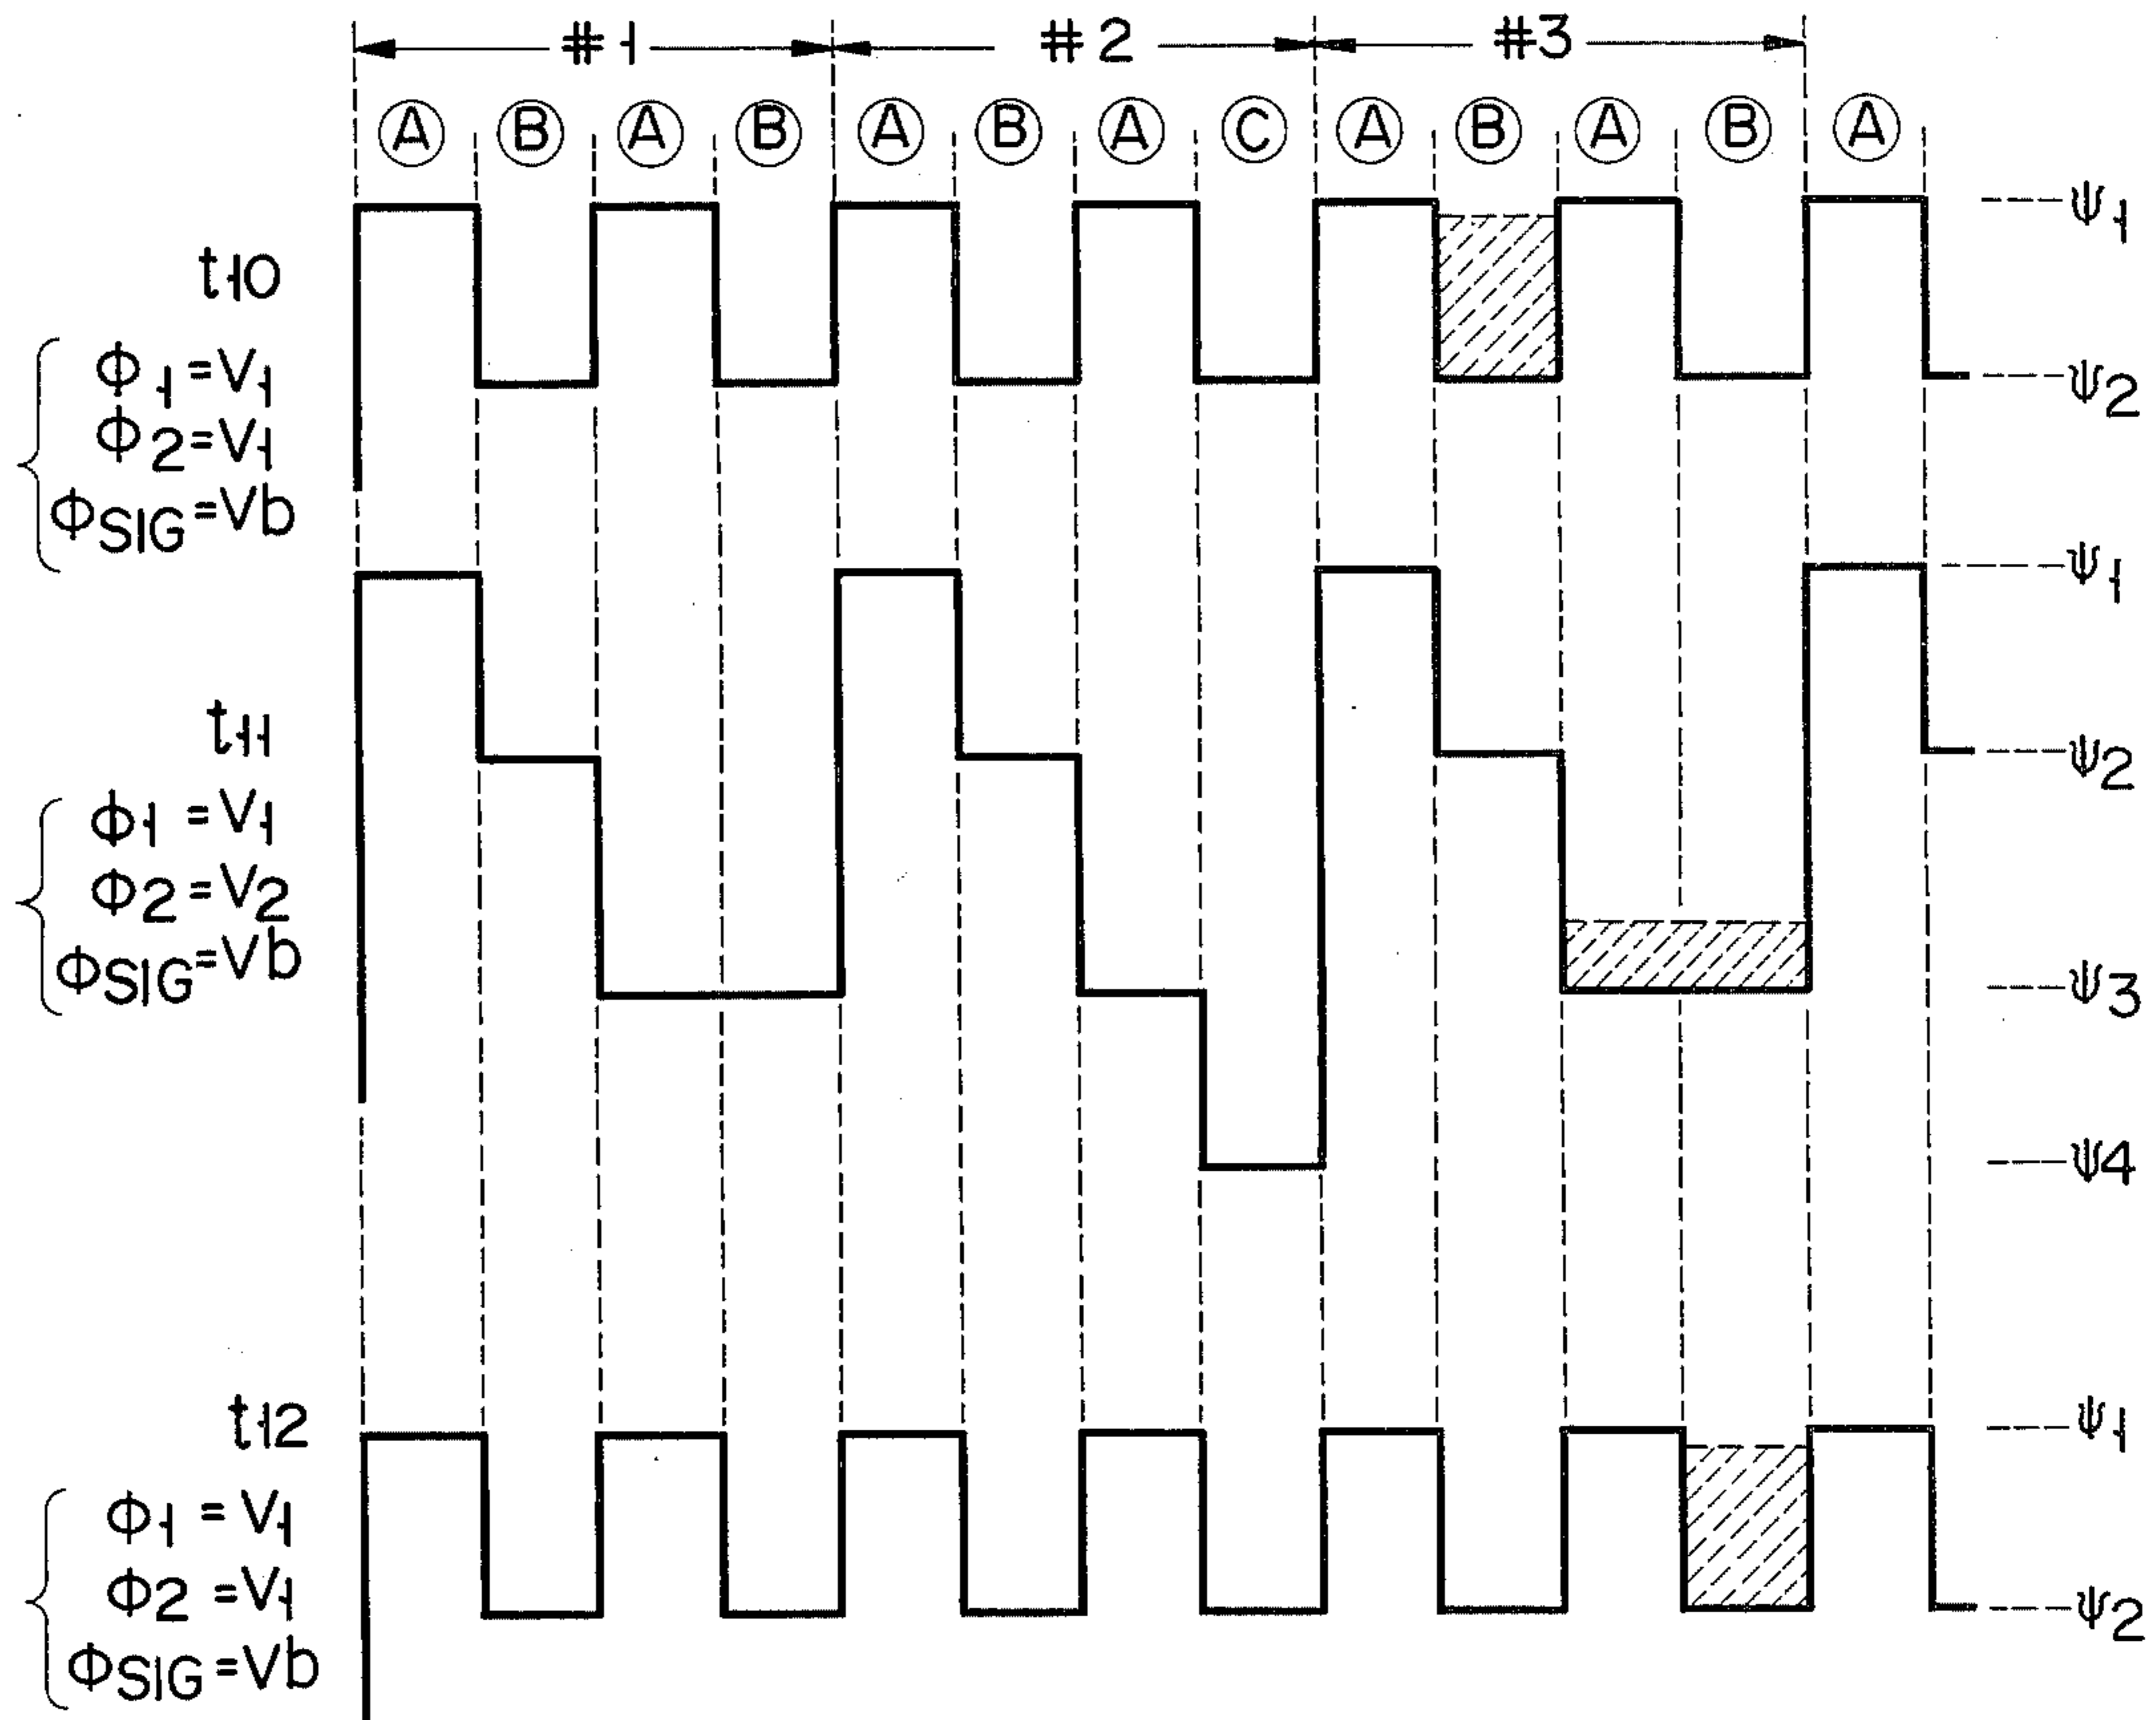 #1 #2 #3
Ⓐ Ⓑ Ⓐ Ⓑ Ⓐ Ⓑ Ⓐ Ⓒ Ⓐ Ⓑ Ⓐ Ⓑ Ⓐ
ψ1
t10
ϕ1=V1
ψ2
ϕ2=V1
ϕSIG=Vb
ψ1
t11
ψ2
ϕ1=V1
ϕ2=V2
ϕSIG=Vb
ψ3
ψ4
t12
ψ1
ϕ1=V1
ϕ2=V1
ψ2
ϕSIG=Vb